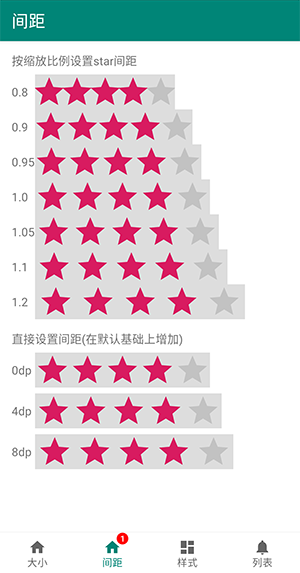 间距
按缩放比例设置star间距
0.8
0.9
0.95
1.0
1.05
1.1
1.2
直接设置间距(在默认基础上增加)
0dp
4dp
8dp
1
大小
间距
样式
列表